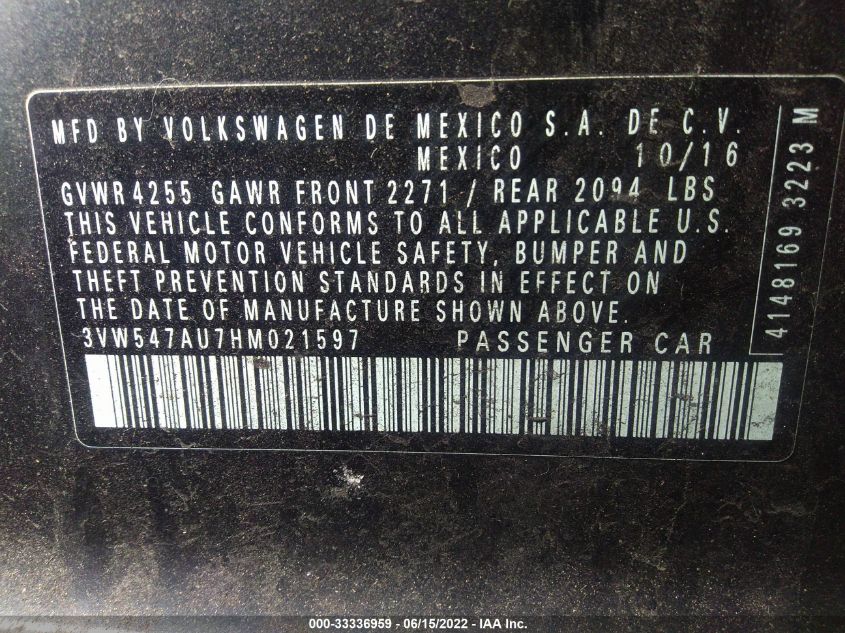 MFD BY VOLKSWAGEN DE MEXICO S.A. DE C.V.
MEXICO 10/16
GVWR 4255 GAWR FRONT 2271 / REAR 2094 LBS
THIS VEHICLE CONFORMS TO ALL APPLICABLE U.S.
FEDERAL MOTOR VEHICLE SAFETY, BUMPER AND
THEFT PREVENTION STANDARDS IN EFFECT ON
THE DATE OF MANUFACTURE SHOWN ABOVE.
3VW547AU7HM021597 PASSENGER CAR
4148169 3223 M
000-33336959 - 06/15/2022 - IAA Inc.